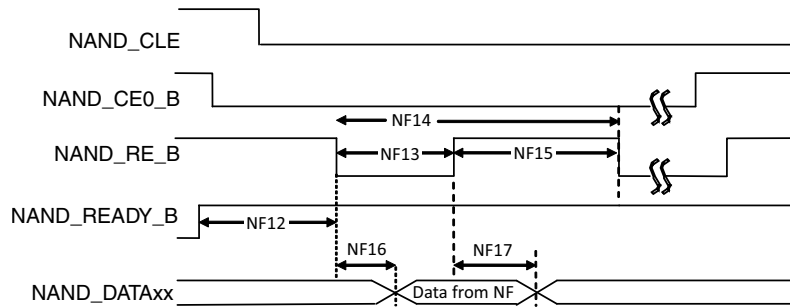 NAND_CLE
NAND_CE0_B
NF14
NAND_RE_B
NF13
NF15
NAND_READY_B
NF12
NF16
NF17
NAND_DATAxx
Data from NF